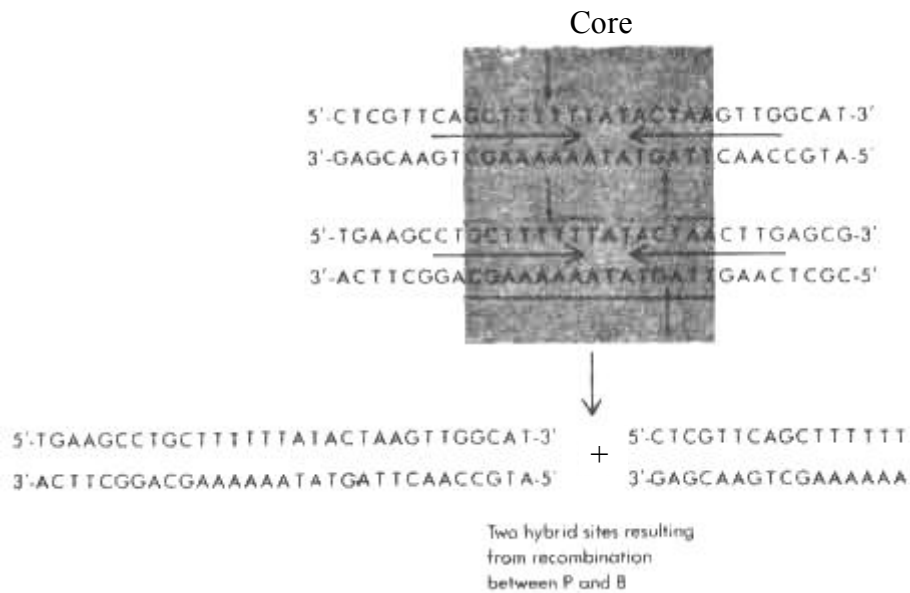 Core
5'-CTCGTTCAGCTTTTTTATACTAAGTTGGCAT-3'
3'-GAGCAAGTCGAAAAAATATGATTCAACCGTA-5'
5'-TGAAGCCTGCTTTTTTATACTAACTTGAGCG-3'
3'-ACTTCGGACGAAAAAATATGATTGAACTCGC-5'
5'-TGAAGCCTGCTTTTTTATACTAAGTTGGCAT-3'
+
5'-CTCGTTCAGCTTTTTT
3'-ACTTCGGACGAAAAAATATGATTCAACCGTA-5'
3'-GAGCAAGTCGAAAAAA
Two hybrid sites resulting
from recombination
between P and B